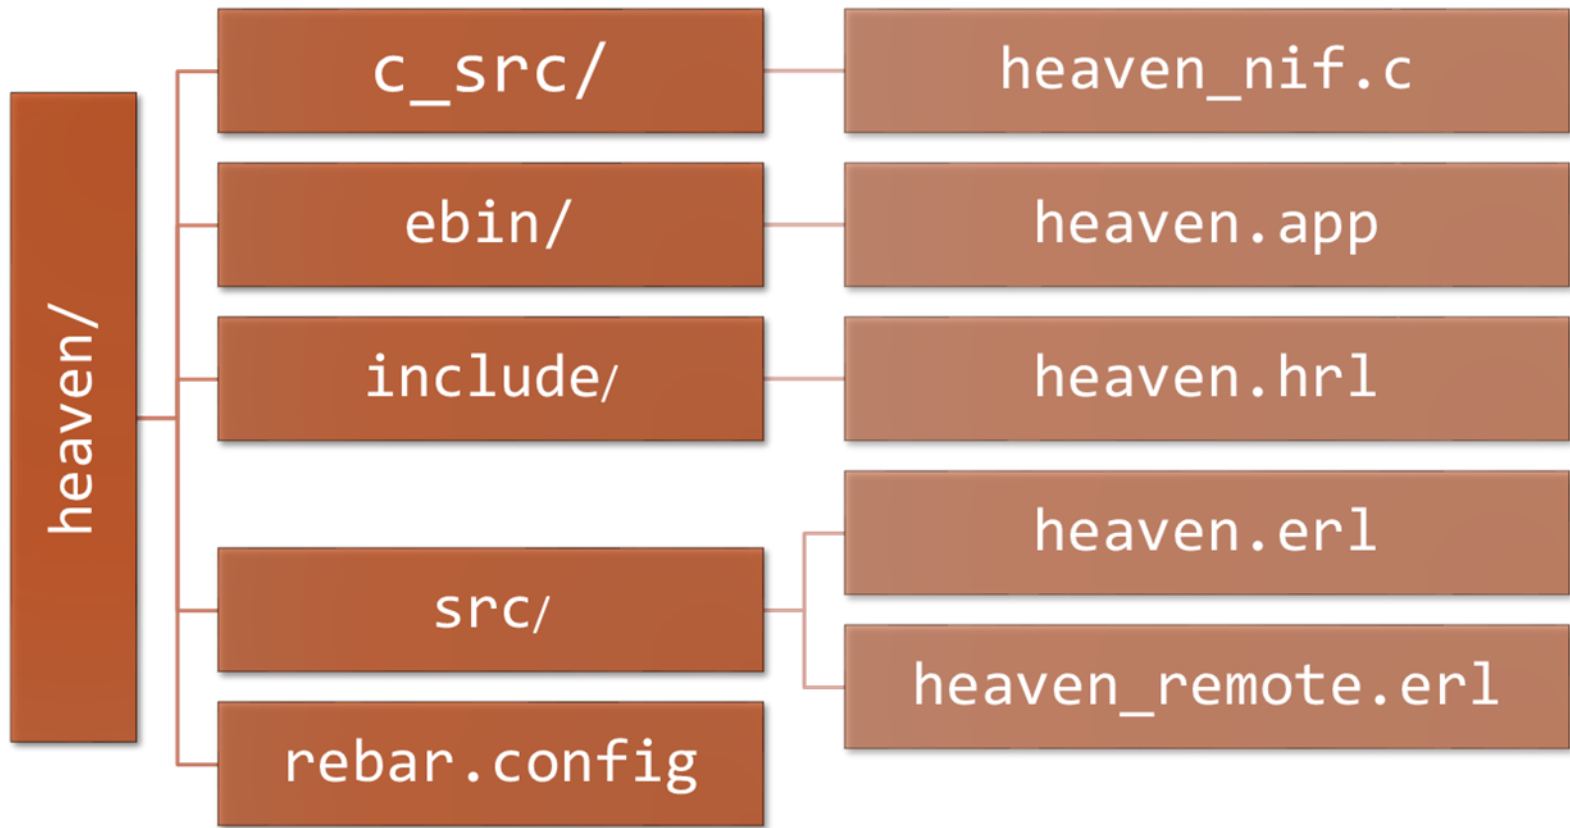 heaven/
c_src/
heaven_nif.c
ebin/
heaven.app
include/
heaven.hrl
src/
heaven.erl
heaven_remote.erl
rebar.config